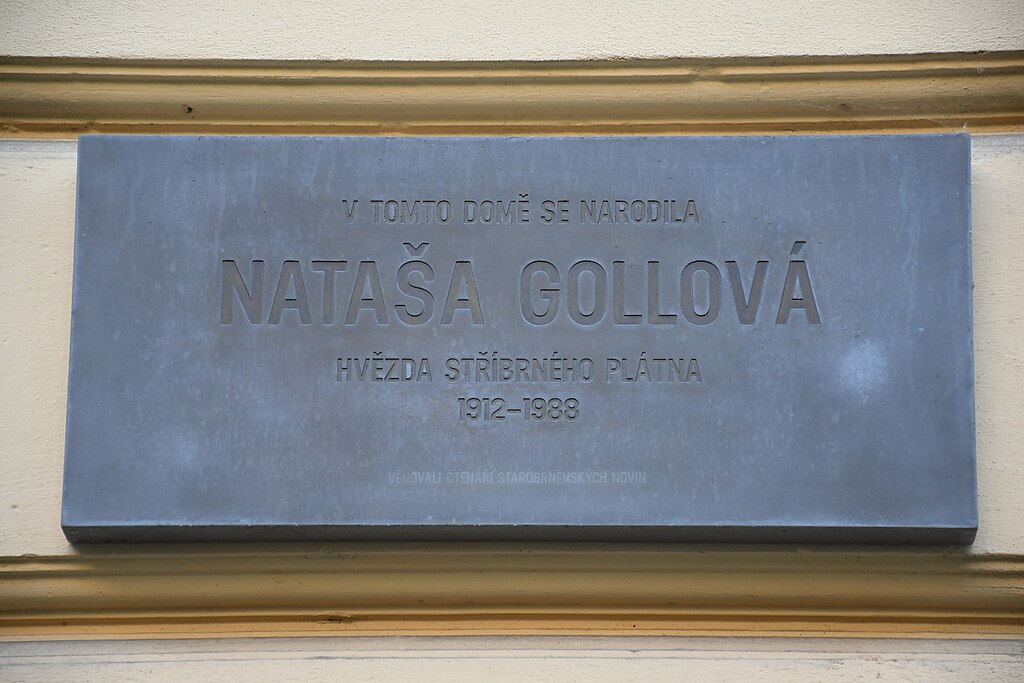 V TOMTO DOMĚ SE NARODILA
NATAŠA GOLLOVÁ
HVĚZDA STŘÍBRNÉHO PLÁTNA
1912–1988
VĚNOVALI ČTENÁŘI STAROBRNĚNSKÝCH NOVIN